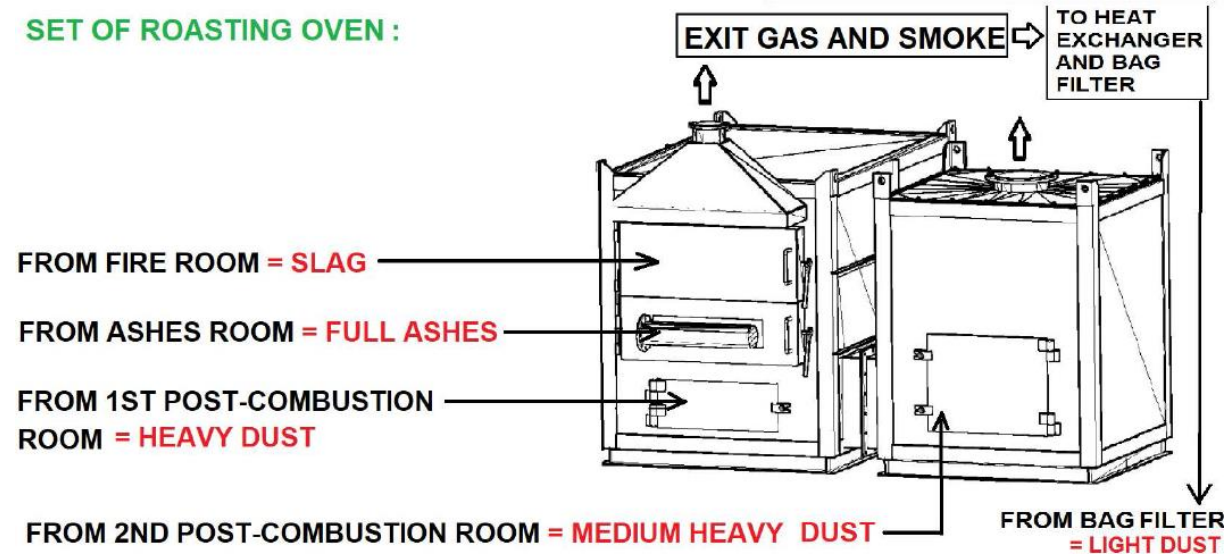 SET OF ROASTING OVEN :
EXIT GAS AND SMOKE
TO HEAT
EXCHANGER
AND BAG
FILTER
FROM FIRE ROOM = SLAG
FROM ASHES ROOM = FULL ASHES
FROM 1ST POST-COMBUSTION
ROOM = HEAVY DUST
FROM 2ND POST-COMBUSTION ROOM = MEDIUM HEAVY DUST
FROM BAG FILTER
= LIGHT DUST